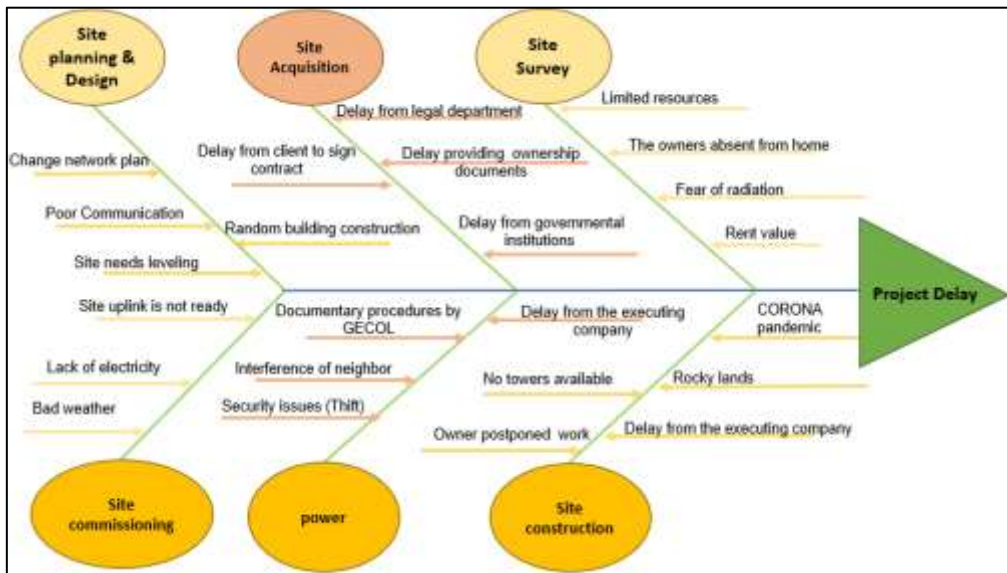 Site
planning &
Design
Site
Acquisition
Site
Survey
Delay from legal department
Limited resources
Change network plan
Delay from client to sign
contract
Delay providing ownership
documents
The owners absent from home
Fear of radiation
Poor Communication
Random building construction
Delay from governmental
institutions
Rent value
Site needs leveling
Site uplink is not ready
Documentary procedures by
GECOL
Delay from the executing
company
CORONA
pandemic
Project Delay
Lack of electricity
Interference of neighbor
No towers available
Rocky lands
Bad weather
Security issues (Thift)
Owner postponed work
Delay from the executing company
Site
commissioning
power
Site
construction